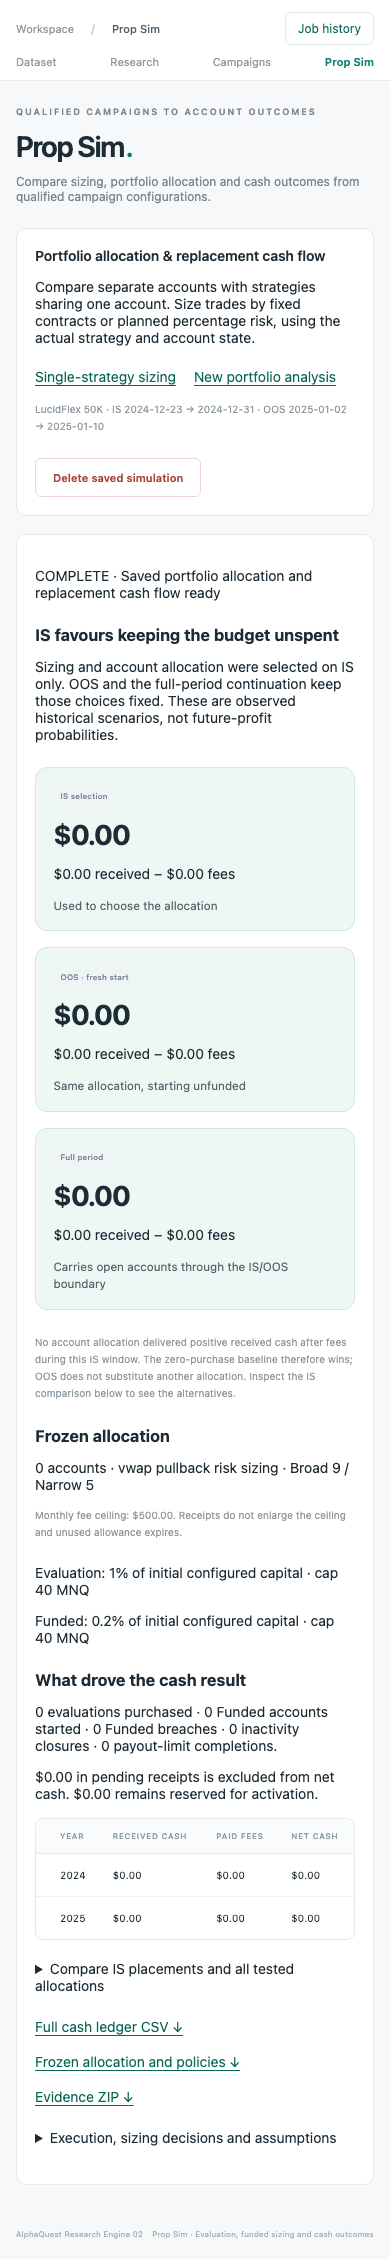 Workspace / Prop Sim Job history
Dataset Research Campaigns Prop Sim
QUALIFIED CAMPAIGNS TO ACCOUNT OUTCOMES
Prop Sim.
Compare sizing, portfolio allocation and cash outcomes from
qualified campaign configurations.
Portfolio allocation & replacement cash flow
Compare separate accounts with strategies
sharing one account. Size trades by fixed
contracts or planned percentage risk, using the
actual strategy and account state.
Single-strategy sizing New portfolio analysis
LucidFlex 50K · IS 2024-12-23 → 2024-12-31 · OOS 2025-01-02
→ 2025-01-10
Delete saved simulation
COMPLETE · Saved portfolio allocation and
replacement cash flow ready
IS favours keeping the budget unspent
Sizing and account allocation were selected on IS
only. OOS and the full-period continuation keep
those choices fixed. These are observed
historical scenarios, not future-profit
probabilities.
IS selection
$0.00
$0.00 received − $0.00 fees
Used to choose the allocation
OOS · fresh start
$0.00
$0.00 received − $0.00 fees
Same allocation, starting unfunded
Full period
$0.00
$0.00 received − $0.00 fees
Carries open accounts through the IS/OOS
boundary
No account allocation delivered positive received cash after fees
during this IS window. The zero-purchase baseline therefore wins;
OOS does not substitute another allocation. Inspect the IS
comparison below to see the alternatives.
Frozen allocation
0 accounts · vwap pullback risk sizing · Broad 9 /
Narrow 5
Monthly fee ceiling: $500.00. Receipts do not enlarge the ceiling
and unused allowance expires.
Evaluation: 1% of initial configured capital · cap
40 MNQ
Funded: 0.2% of initial configured capital · cap
40 MNQ
What drove the cash result
0 evaluations purchased · 0 Funded accounts
started · 0 Funded breaches · 0 inactivity
closures · 0 payout-limit completions.
$0.00 in pending receipts is excluded from net
cash. $0.00 remains reserved for activation.
YEAR RECEIVED CASH PAID FEES NET CASH
2024 $0.00 $0.00 $0.00
2025 $0.00 $0.00 $0.00
▶ Compare IS placements and all tested
allocations
Full cash ledger CSV ↓
Frozen allocation and policies ↓
Evidence ZIP ↓
▶ Execution, sizing decisions and assumptions
AlphaQuest Research Engine 02 Prop Sim · Evaluation, funded sizing and cash outcomes